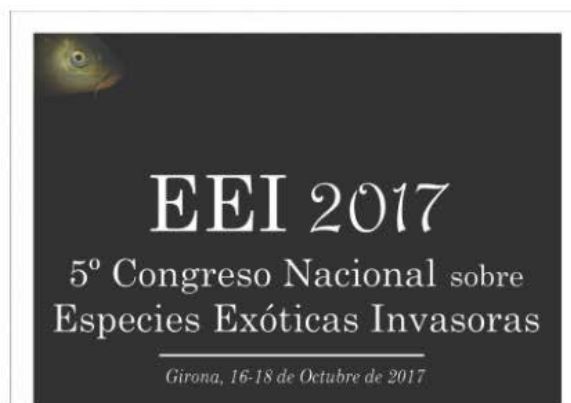 EEI 2017
5º Congreso Nacional sobre
Especies Exóticas Invasoras
Girona, 16-18 de Octubre de 2017